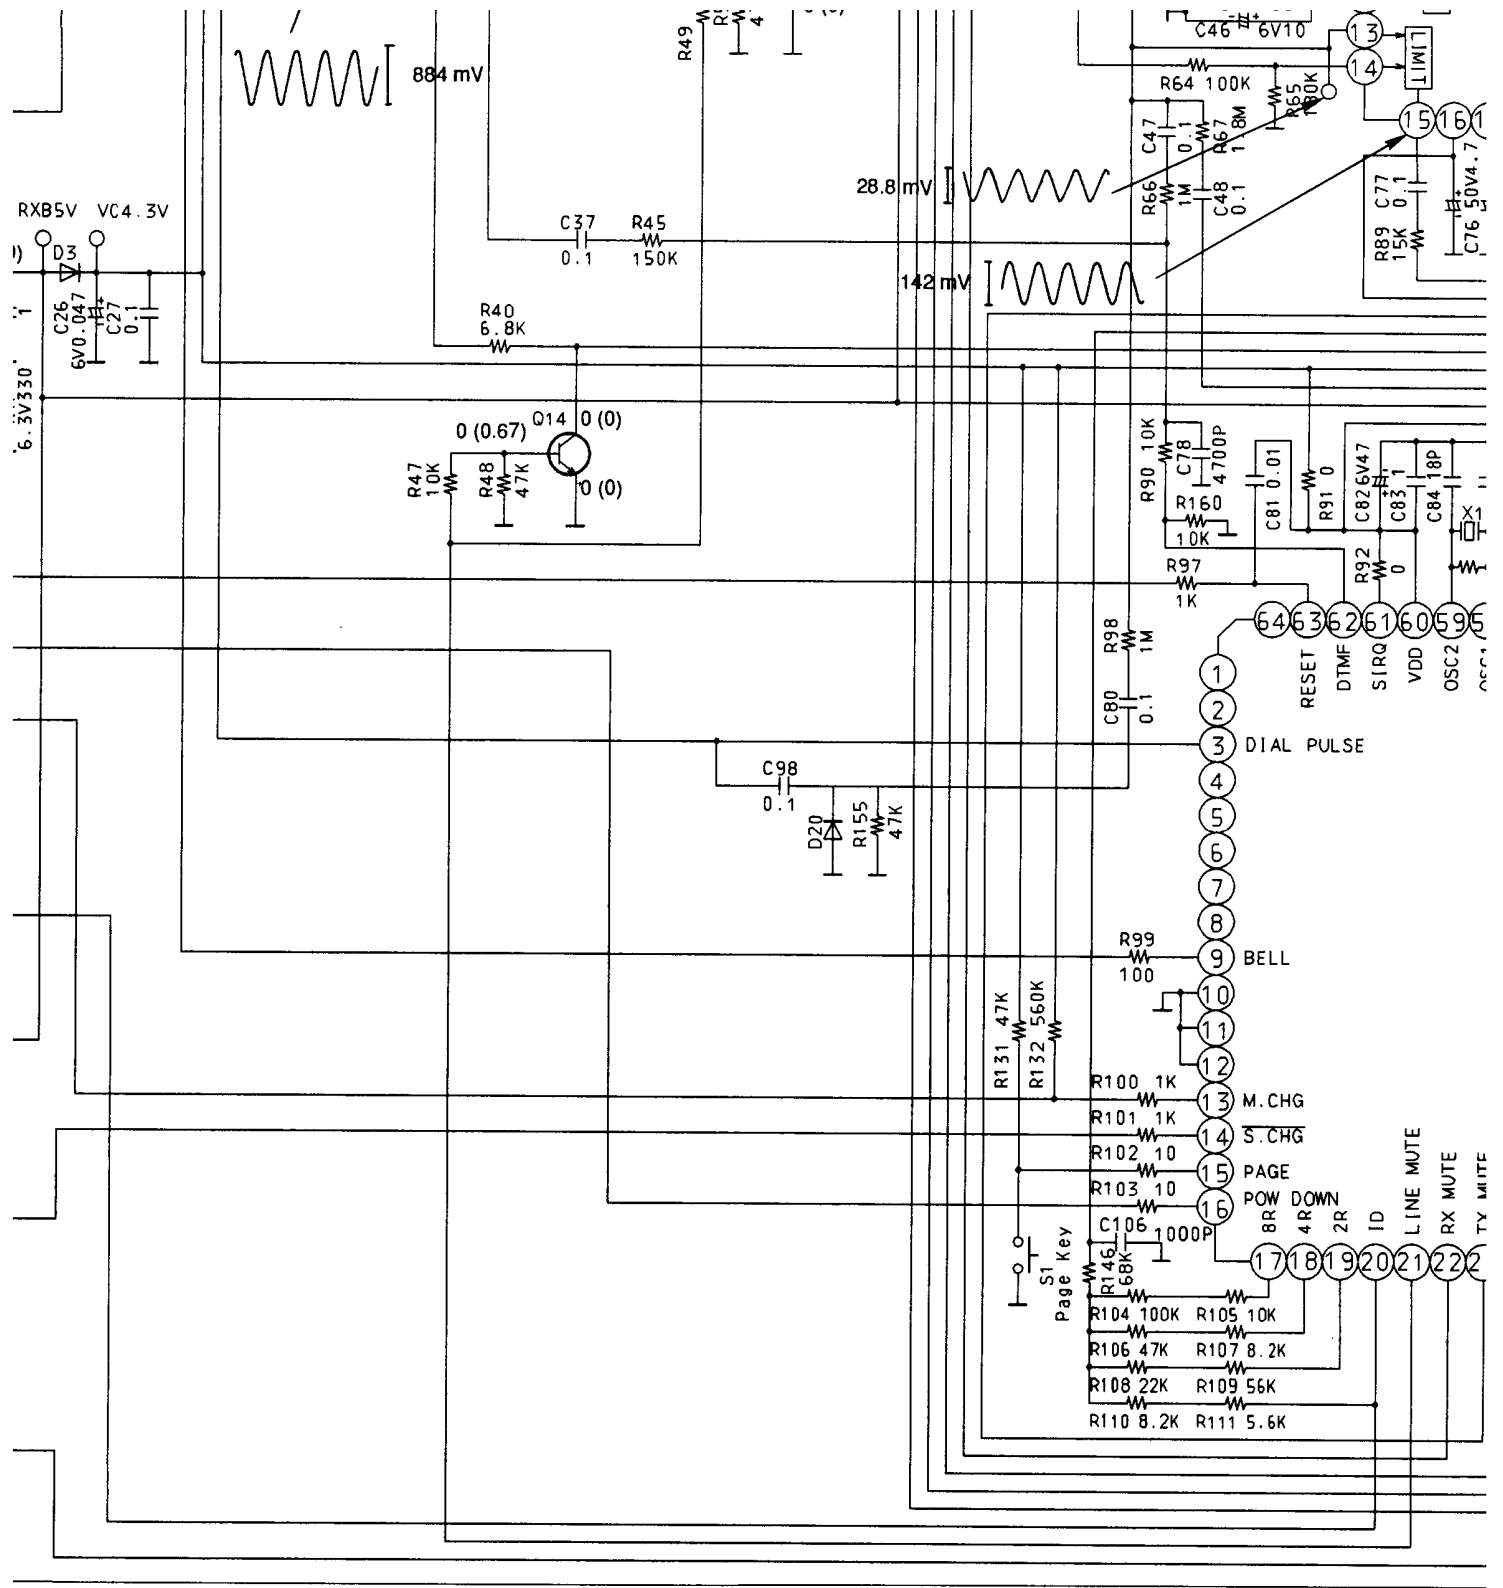 C46 6V10
13
LIMIT
R49
4
884 mV
R64 100K
14
R65
180K
15 16
C47
0.1
R67
1.8M
28.8 mV
R66
1M
C48
0.1
C77
0.1
50V4.7
C76
R89
15K
RXB5V VC4.3V
D3
C37
0.1
R45
150K
142 mV
C26
6V0.047
C27
0.1
R40
6.8K
6.3V330
Q14 0 (0)
0 (0.67)
0 (0)
R47
10K
R48
47K
R90 10K
C78
4700P
R160
10K
C81 0.01
R91 0
C82 6V47
C83 1
C84 18P
X1
R92
0
R97
1K
64 63 62 61 60 59
RESET
DTMF
SIRQ
VDD
OSC2
OSC1
R98
1M
C80
0.1
1
2
3 DIAL PULSE
4
5
6
7
8
C98
0.1
D20
R155
47K
R99
100
9 BELL
10
11
12
R131 47K
R132 560K
R100 1K
13 M.CHG
R101 1K
14 S.CHG
R102 10
15 PAGE
R103 10
16 POW DOWN
C106
1000P
8R
4R
2R
ID
LINE MUTE
RX MUTE
TX MUTE
17 18 19 20 21 22
S1
Page Key
R146
68K
R104 100K R105 10K
R106 47K R107 8.2K
R108 22K R109 56K
R110 8.2K R111 5.6K